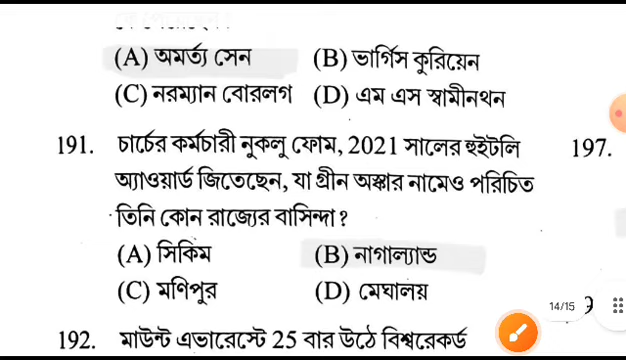 (A) অমর্ত্য সেন (B) ভার্গিস কুরিয়েন
(C) নরম্যান বোরলগ (D) এম এস স্বামীনথন
191. চার্চের কর্মচারী নুকলু ফোম, 2021 সালের হুইটলি
অ্যাওয়ার্ড জিতেছেন, যা গ্রীন অস্কার নামেও পরিচিত
তিনি কোন রাজ্যের বাসিন্দা ?
(A) সিকিম (B) নাগাল্যান্ড
(C) মণিপুর (D) মেঘালয়
192. মাউন্ট এভারেস্টে 25 বার উঠে বিশ্বরেকর্ড
197.
14/15